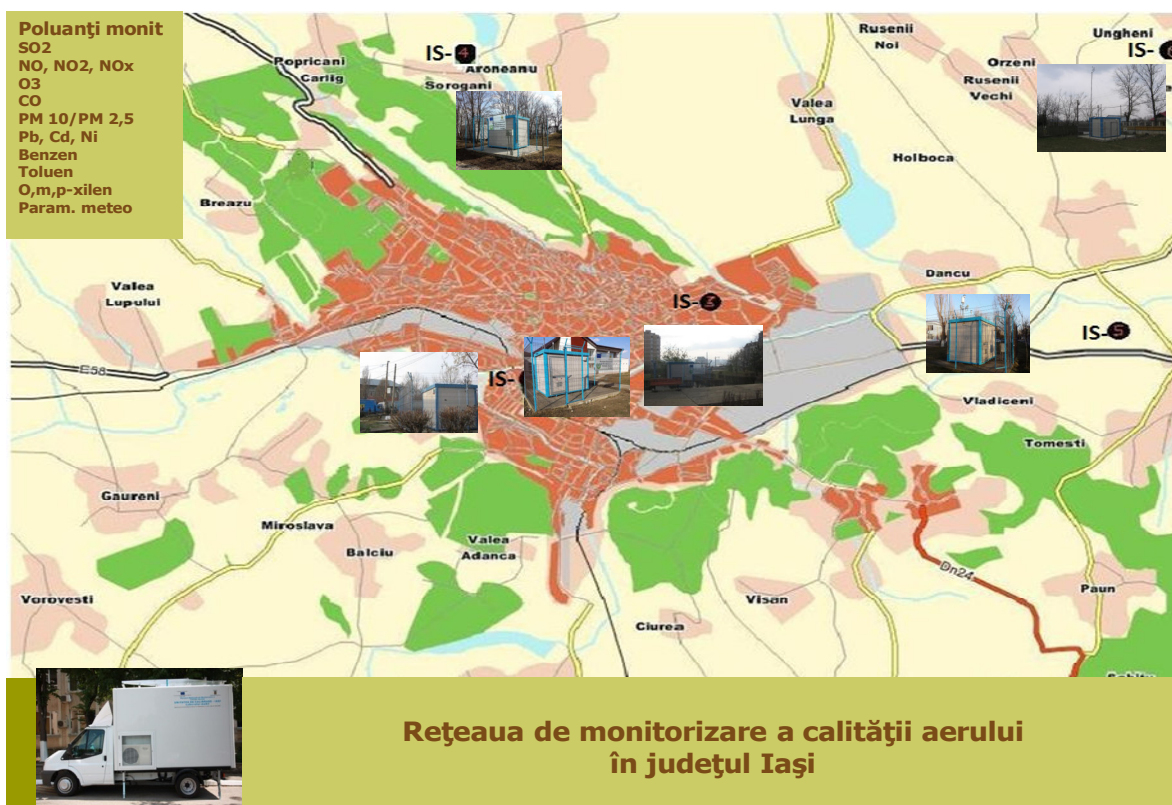 Poluanţi monit
SO2
NO, NO2, NOx
O3
CO
PM 10/PM 2,5
Pb, Cd, Ni
Benzen
Toluen
O,m,p-xilen
Param. meteo
Popricani
Carlig
IS-4
Aroneanu
Sorogani
Rusenii
Noi
Orzeni
Rusenii
Vechi
Ungheni
IS-
Valea
Lunga
Holboca
Breazu
Valea
Lupului
Dancu
IS-3
IS-5
E58
IS-
Vladiceni
Tomesti
Gaureni
Miroslava
Balciu
Valea
Adanca
Dn24
Vorovesti
Visan
Paun
Ciurea
Reţeaua de monitorizare a calităţii aerului
în judeţul Iaşi